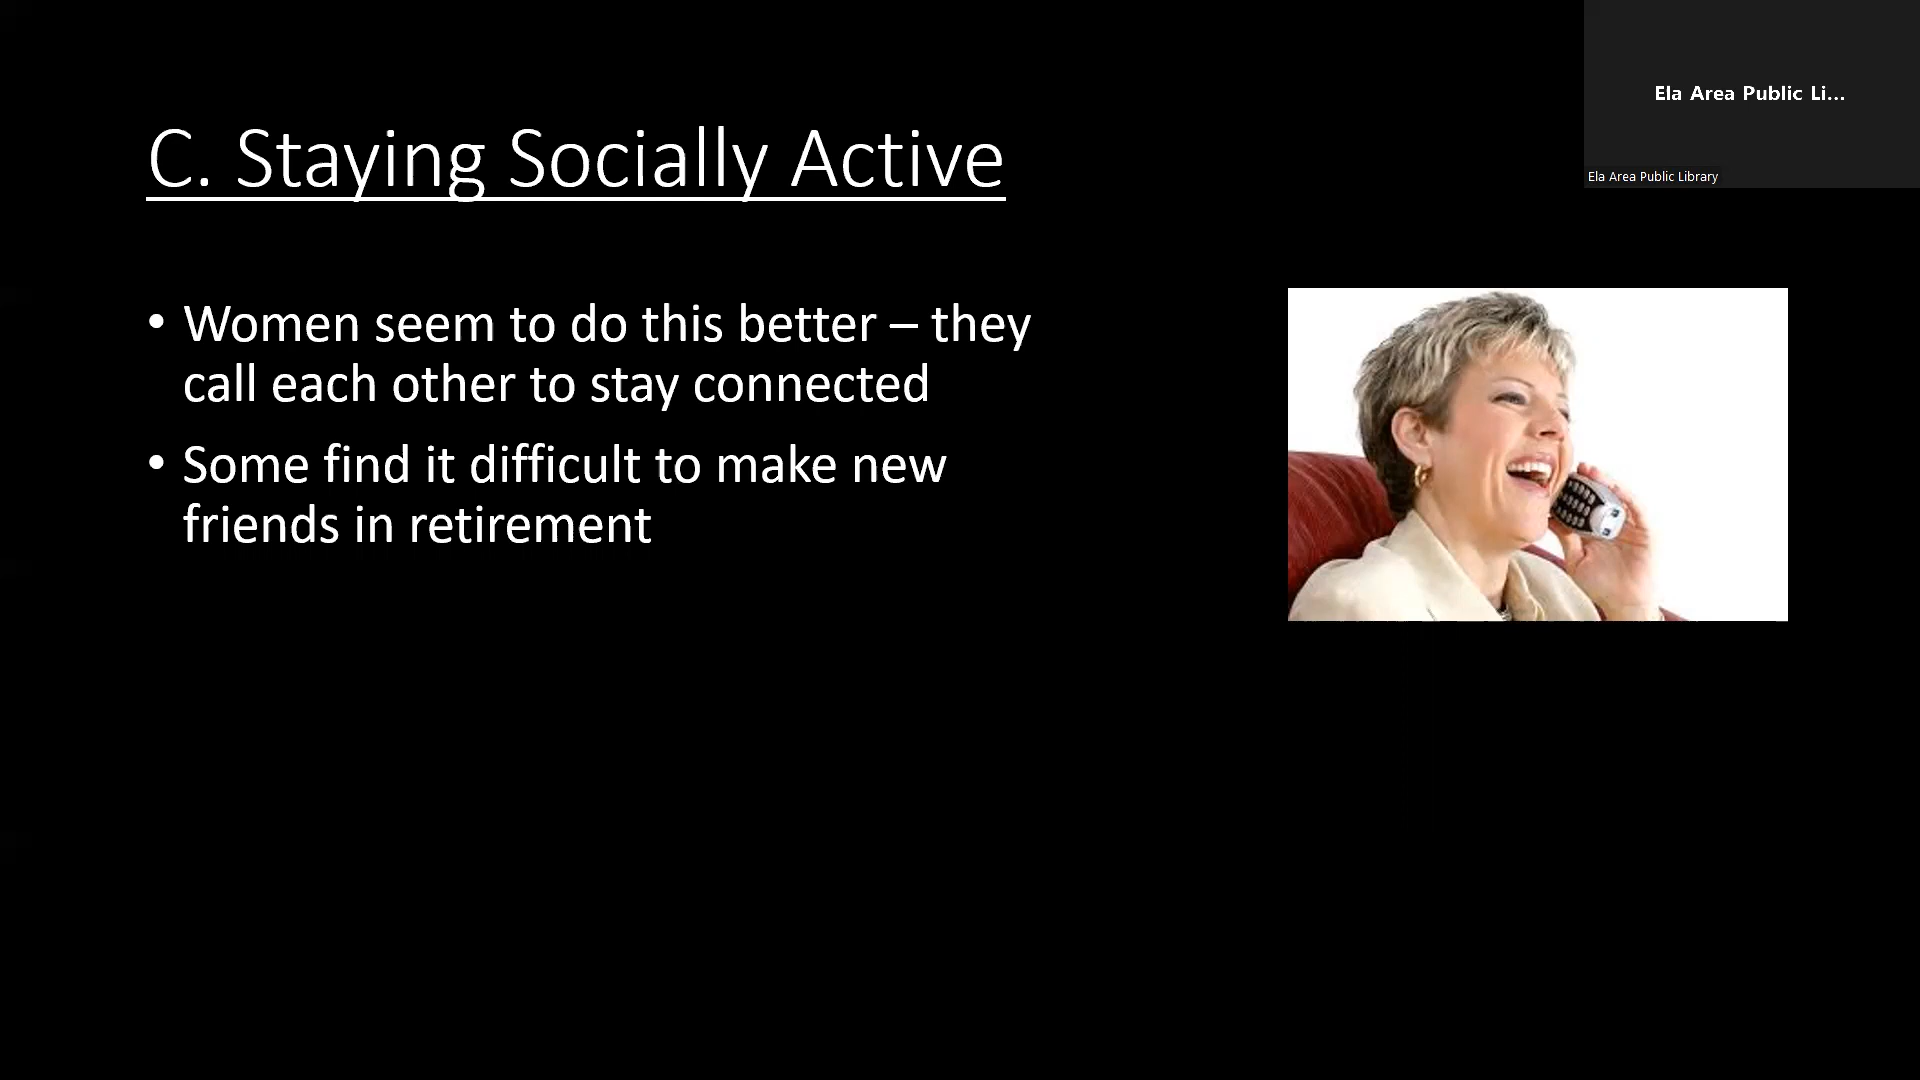 Ela Area Public Li...
Ela Area Public Library
C. Staying Socially Active
• Women seem to do this better – they
call each other to stay connected
• Some find it difficult to make new
friends in retirement